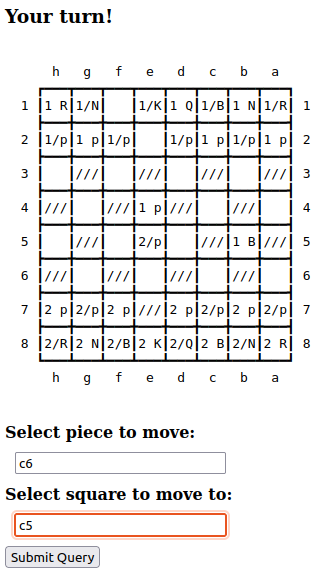 Your turn!
h g f e d c b a
1 |1 R|1/N| |1/K|1 Q|1/B|1 N|1/R| 1
2 |1/p|1 p|1/p| |1/p|1 p|1/p|1 p| 2
3 | |///| |///| |///| |///| 3
4 |///| |///|1 p|///| |///| | 4
5 | |///| |2/p| |///|1 B|///| 5
6 |///| |///| |///| |///| | 6
7 |2 p|2/p|2 p|///|2 p|2/p|2 p|2/p| 7
8 |2/R|2 N|2/B|2 K|2/Q|2 B|2/N|2 R| 8
h g f e d c b a
Select piece to move:
c6
Select square to move to:
c5
Submit Query